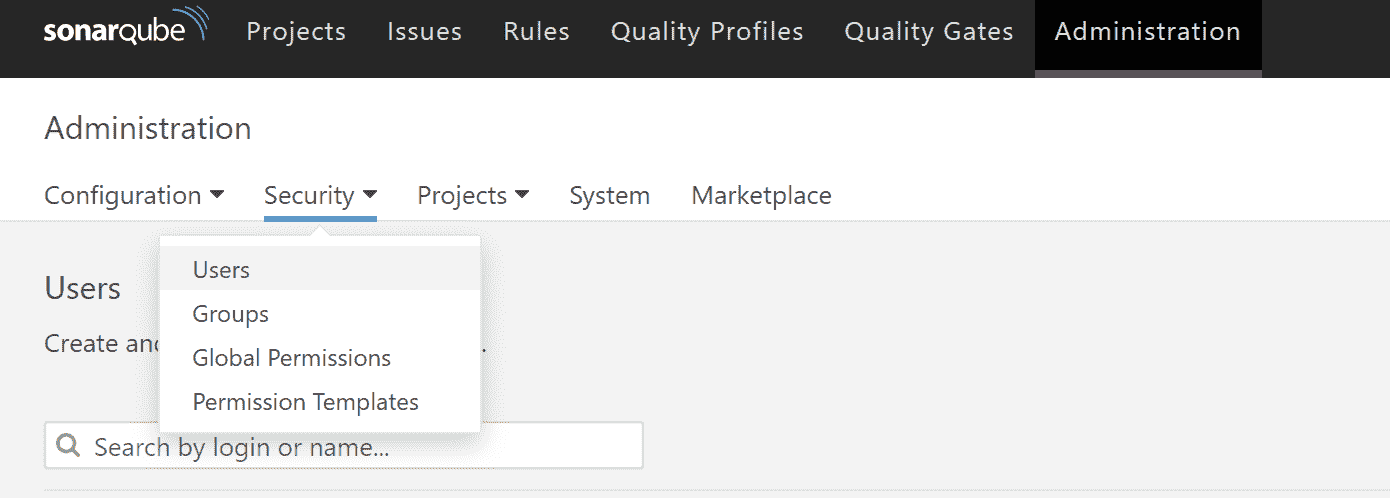 sonarqube Projects Issues Rules Quality Profiles Quality Gates Administration
Administration
Configuration Security Projects System Marketplace
Users
Groups
Global Permissions
Permission Templates
Users
Create and .
Search by login or name...